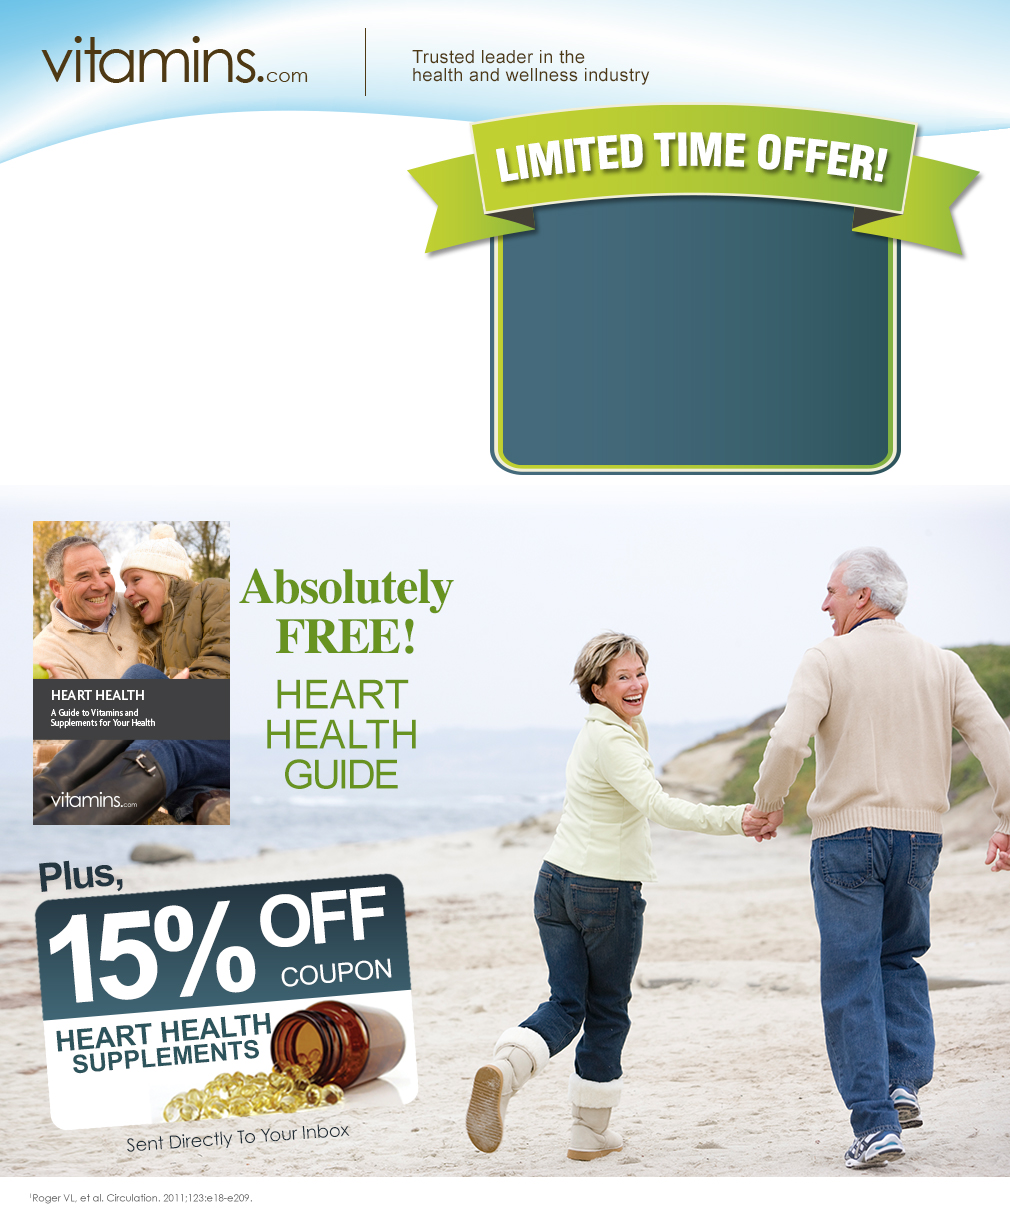 vitamins.com
Trusted leader in the
health and wellness industry
LIMITED TIME OFFER!
HEART HEALTH
A Guide to Vitamins and
Supplements for Your Health
vitamins.com
Absolutely
FREE!
HEART
HEALTH
GUIDE
Plus,
15% OFF
COUPON
HEART HEALTH
SUPPLEMENTS
Sent Directly To Your Inbox
¹Roger VL, et al. Circulation. 2011;123:e18-e209.